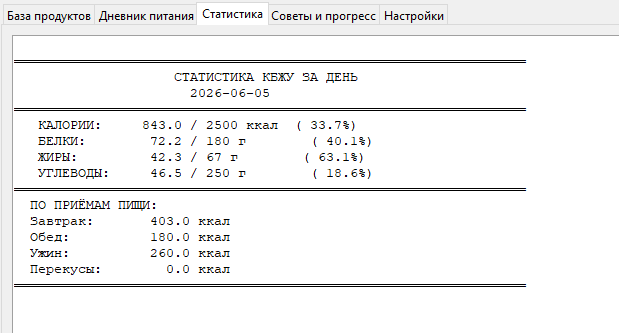 База продуктов Дневник питания Статистика Советы и прогресс Настройки
СТАТИСТИКА КБЖУ ЗА ДЕНЬ
2026-06-05
КАЛОРИИ: 843.0 / 2500 ккал ( 33.7%)
БЕЛКИ: 72.2 / 180 г ( 40.1%)
ЖИРЫ: 42.3 / 67 г ( 63.1%)
УГЛЕВОДЫ: 46.5 / 250 г ( 18.6%)
ПО ПРИЁМАМ ПИЩИ:
Завтрак: 403.0 ккал
Обед: 180.0 ккал
Ужин: 260.0 ккал
Перекусы: 0.0 ккал